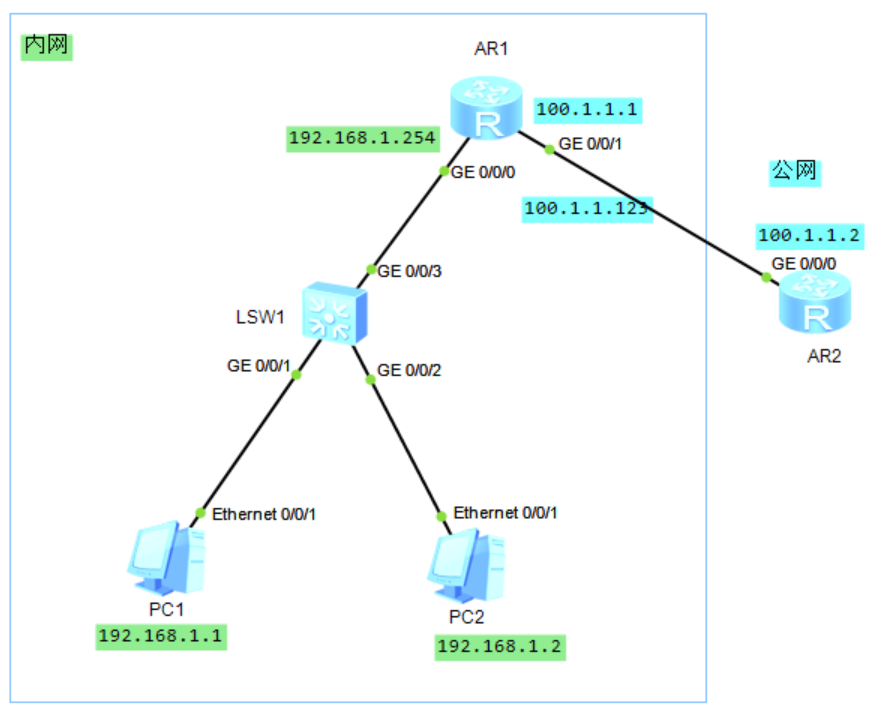 内网
AR1
R
100.1.1.1
192.168.1.254
GE 0/0/1
GE 0/0/0
公网
100.1.1.123
100.1.1.2
GE 0/0/0
R
AR2
GE 0/0/3
LSW1
GE 0/0/1
GE 0/0/2
Ethernet 0/0/1
Ethernet 0/0/1
PC1
PC2
192.168.1.1
192.168.1.2